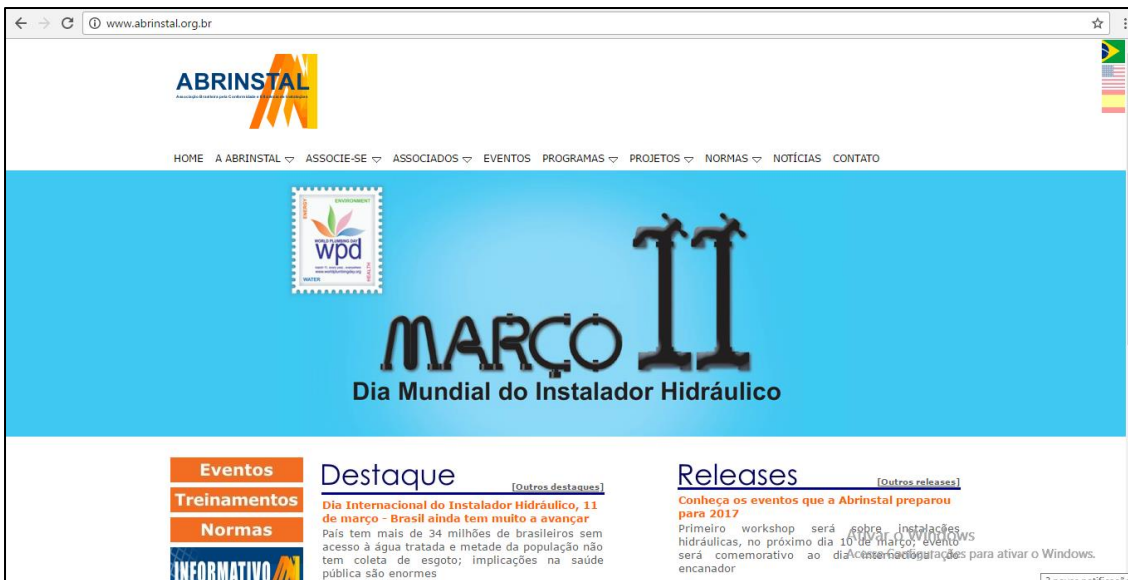 www.abrinstal.org.br
ABRINSTAL
HOME A ABRINSTAL ASSOCIE-SE ASSOCIADOS EVENTOS PROGRAMAS PROJETOS NORMAS NOTÍCIAS CONTATO
ENVIRONMENT
ENERGY
WORLD PLUMBING DAY
wpd
www.worldplumbingday.org
HEALTH
WATER
MARÇO 11
Dia Mundial do Instalador Hidráulico
Eventos
Treinamentos
Normas
INFORMATIVO
Destaque
[Outros destaques]
Dia Internacional do Instalador Hidráulico, 11
de março - Brasil ainda tem muito a avançar
País tem mais de 34 milhões de brasileiros sem
acesso à água tratada e metade da população não
tem coleta de esgoto; implicações na saúde
pública são enormes
Releases
[Outros releases]
Conheça os eventos que a Abrinstal preparou
para 2017
Primeiro workshop será sobre instalações
hidráulicas, no próximo dia 10 de março; evento
será comemorativo ao dia internacional do
encanador
Ativar o Windows
Acesse Configurações para ativar o Windows.